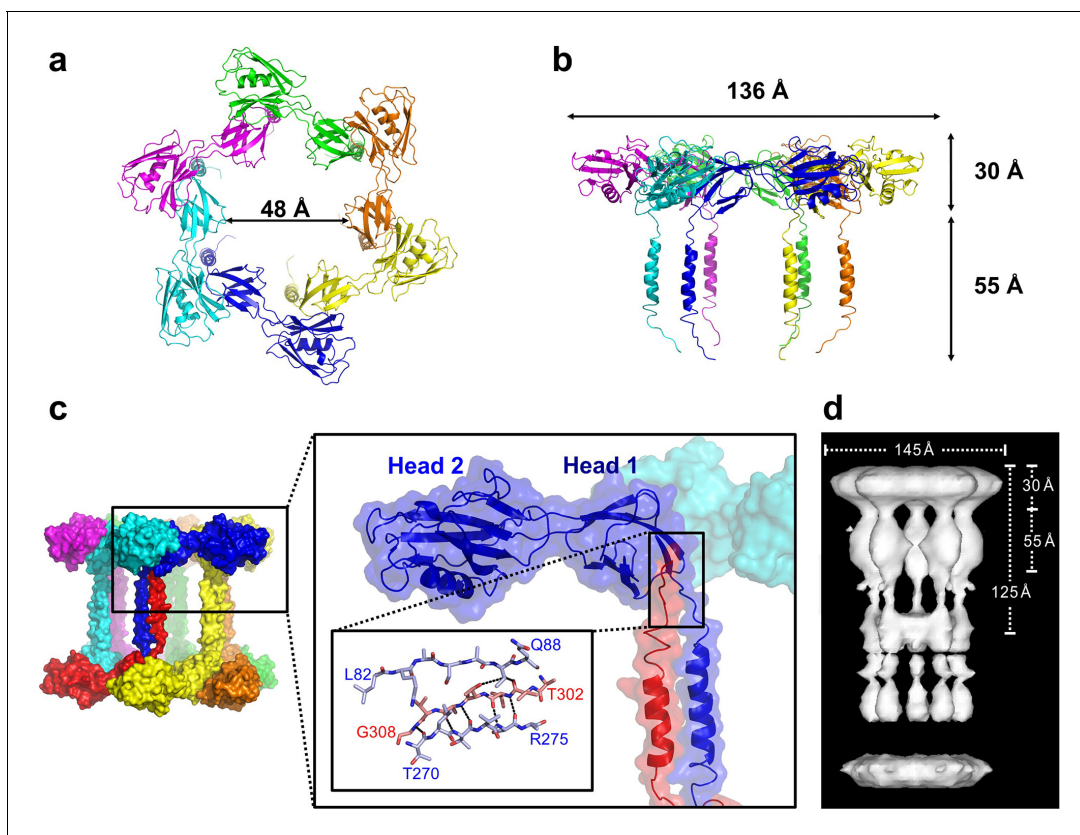 a
48 Å
b
136 Å
30 Å
55 Å
c
Head 2
Head 1
L82
Q88
T302
G308
R275
T270
d
145 Å
30 Å
55 Å
125 Å